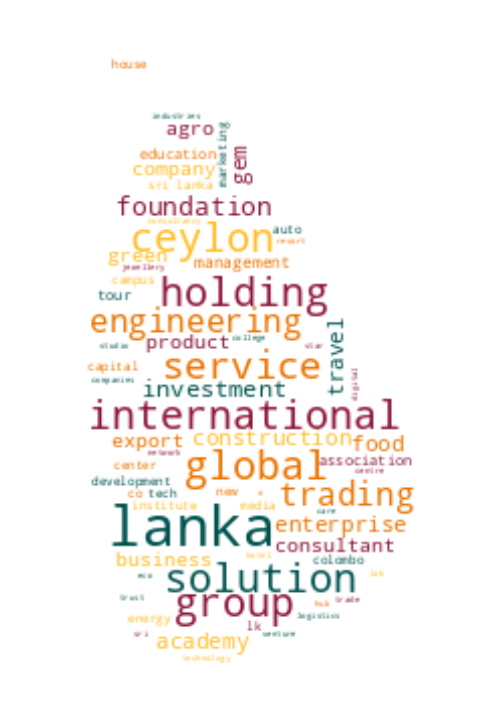 house
industries
agro
marketing
education
gem
company
sri lanka
foundation
consultancy
ceylon
auto
resort
green
jewellery
management
campus
holding
tour
engineering
travel
product
college
studio
star
service
capital
companies
investment
digital
international
export
construction
food
network
global
association
center
centre
development
co
tech
new
trading
institute
media
care
lanka
enterprise
consultant
business
hotel
colombo
eco
solution
lab
trust
group
hub
trade
energy
logistics
lk
sri
academy
venture
technology